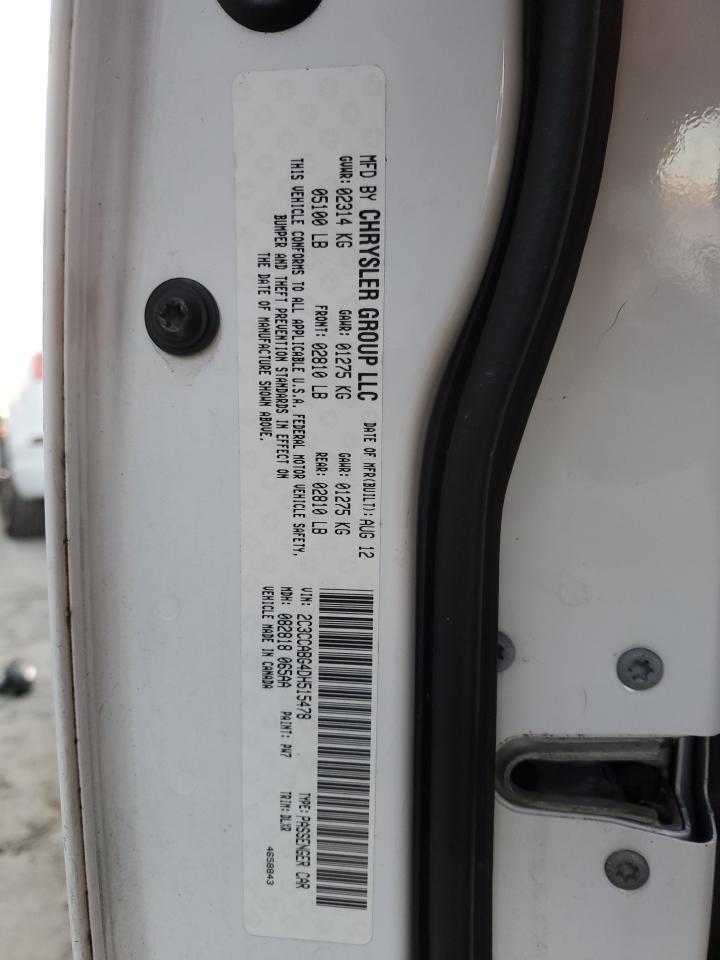 MFD BY CHRYSLER GROUP LLC
DATE OF MFR(BUILT): AUG 12
GVWR: 02314 KG GAWR: 01275 KG GAWR: 01275 KG
05100 LB FRONT: 02810 LB REAR: 02810 LB
THIS VEHICLE CONFORMS TO ALL APPLICABLE U.S.A. FEDERAL MOTOR VEHICLE SAFETY,
BUMPER AND THEFT PREVENTION STANDARDS IN EFFECT ON
THE DATE OF MANUFACTURE SHOWN ABOVE.
VIN: 2C3CCABG4DH515478 TYPE: PASSENGER CAR
MDH: 082818 065AA PAINT: PW7 TRIM: DLXR
VEHICLE MADE IN CANADA
4658843